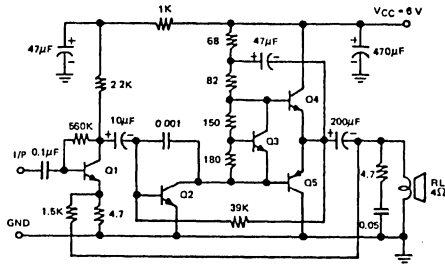 1K
VCC = 6 V
47µF
68
47µF
470µF
2.2K
82
Q4
560K
10µF
0.001
150
200µF
I/P
0.1µF
Q3
Q1
180
Q5
4.7
RL
4Ω
Q2
1.5K
4.7
39K
0.05
GND